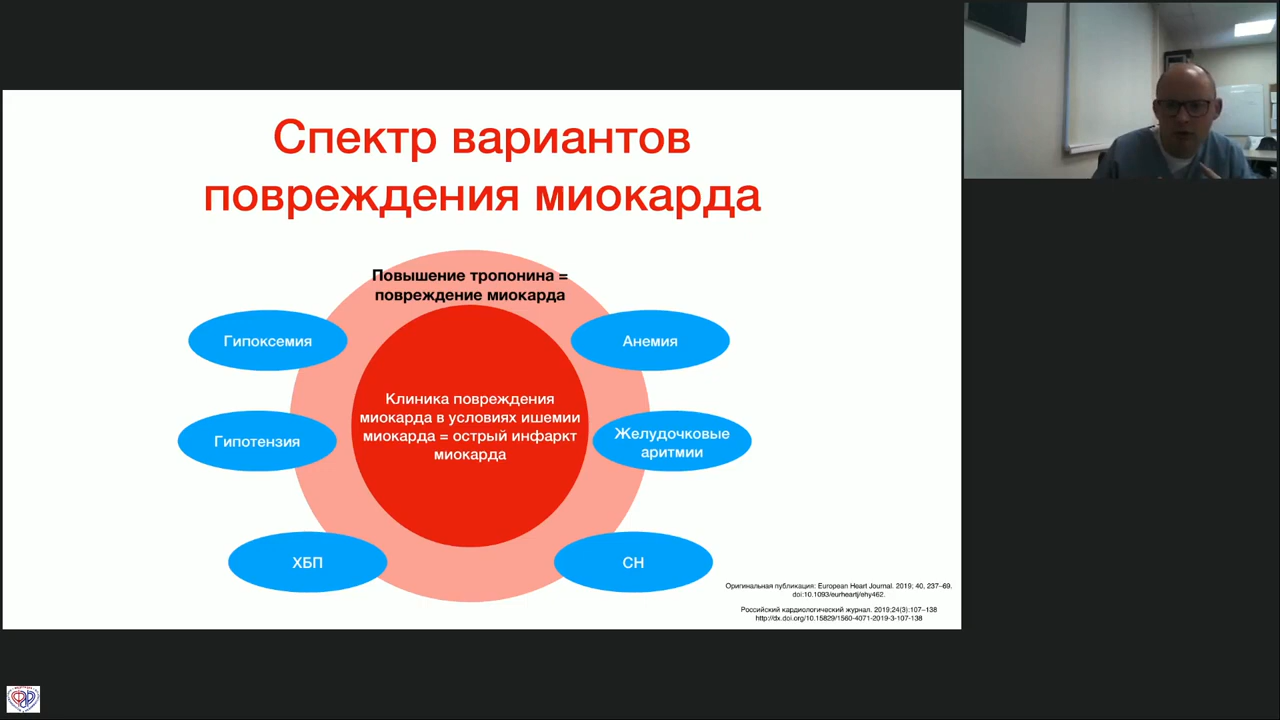 Спектр вариантов
повреждения миокарда
Повышение тропонина =
повреждение миокарда
Гипоксемия
Анемия
Клиника повреждения
миокарда в условиях ишемии
миокарда = острый инфаркт
миокарда
Гипотензия
Желудочковые
аритмии
ХБП
СН
Оригинальная публикация: European Heart Journal. 2019; 40, 237–69.
doi:10.1093/eurheartj/ehy462.
Российский кардиологический журнал. 2019;24(3):107–138
http://dx.doi.org/10.15829/1560-4071-2019-3-107-138